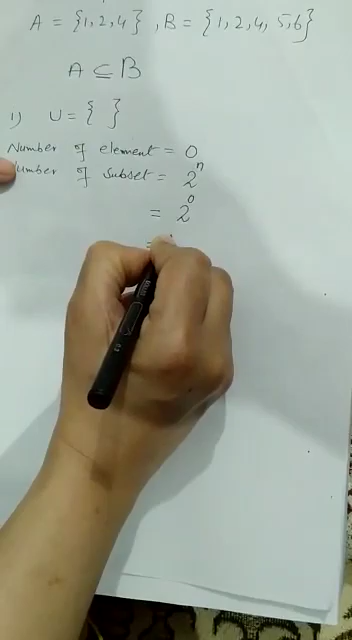 A = {1, 2, 4} , B = {1, 2, 4, 5, 6}
A ⊆ B
1) U = { }
Number of element = 0
Number of subset = 2ⁿ
= 2⁰
=